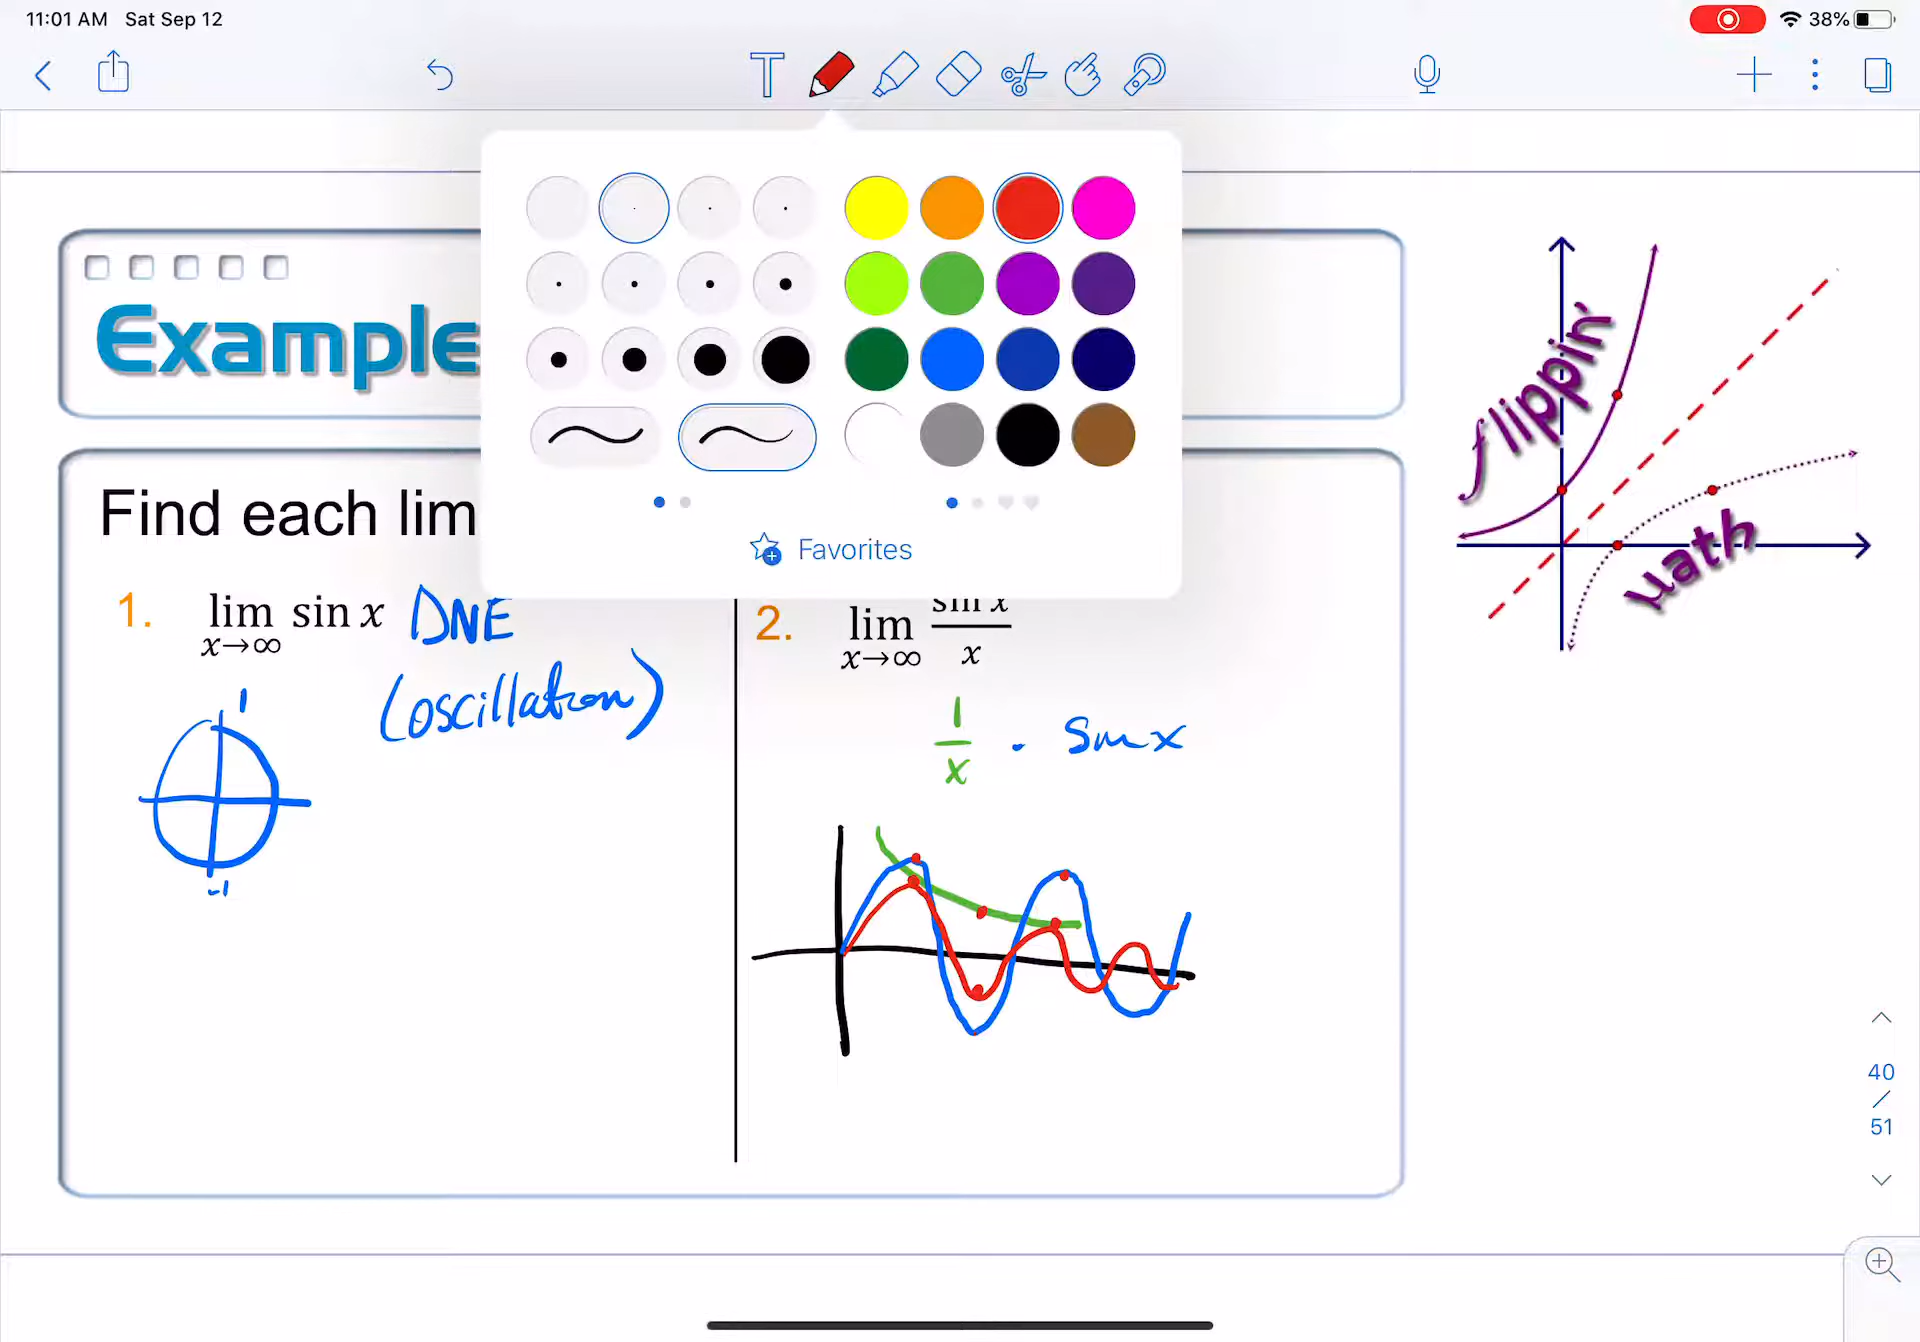 11:01 AM Sat Sep 12
38%
Favorites
Example
Find each lim
1. lim x→∞ sin x DNE
(oscillation)
1
-1
2. lim x→∞ sin x / x
1/x · sin x
flippin'
math
40
/
51